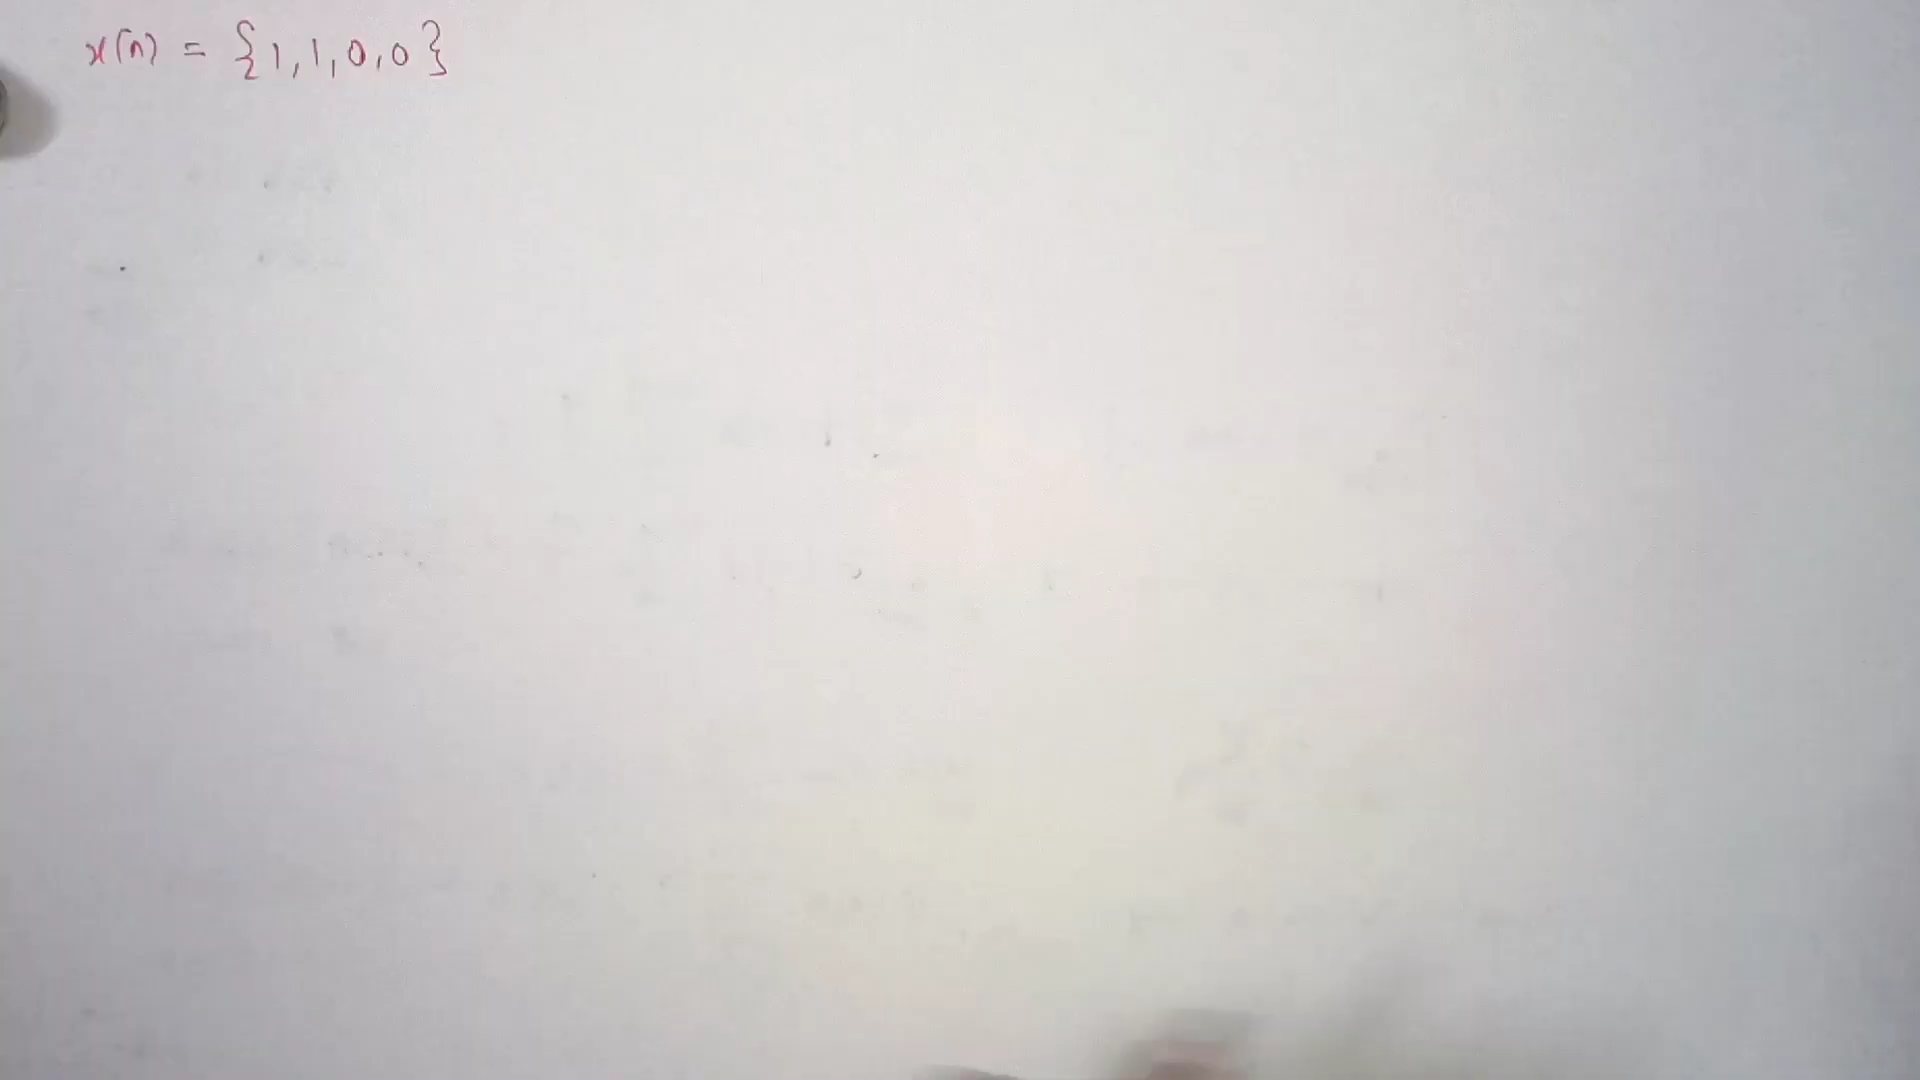 x(n) = {1,1,0,0}